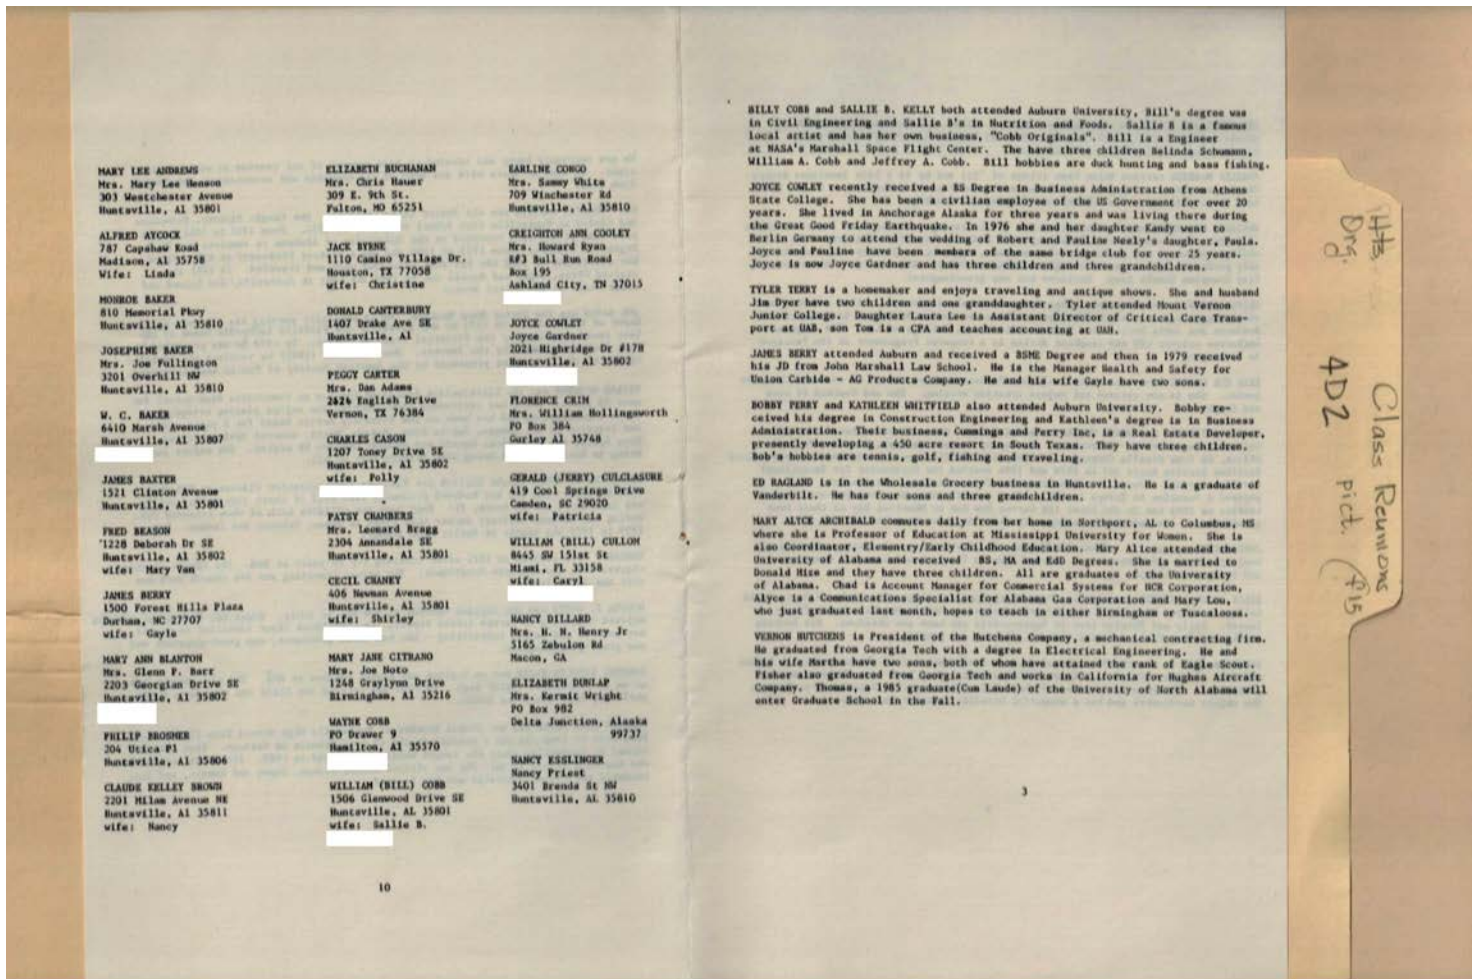 MARY LEE ANDREWS
Mrs. Mary Lee Henson
303 Westchester Avenue
Huntsville, Al 35801
ALFRED AYCOCK
787 Capshaw Road
Madison, Al 35758
Wife: Linda
MONROE BAKER
810 Memorial Pkwy
Huntsville, Al 35810
JOSEPHINE BAKER
Mrs. Joe Fullington
3201 Overhill NW
Huntsville, Al 35810
W. C. BAKER
6410 Marsh Avenue
Huntsville, Al 35807
JAMES BAXTER
1521 Clinton Avenue
Huntsville, Al 35801
FRED BEASON
1228 Deborah Dr SE
Huntsville, Al 35802
wife: Mary Van
JAMES BERRY
1500 Forest Hills Plaza
Durham, NC 27707
wife: Gayle
MARY ANN BLANTON
Mrs. Glenn P. Barr
2203 Georgian Drive SE
Huntsville, Al 35802
PHILIP BROSMER
204 Utica Pl
Huntsville, Al 35806
CLAUDE KELLEY BROWN
2201 Milam Avenue NE
Huntsville, Al 35811
wife: Nancy
ELIZABETH BUCHANAN
Mrs. Chris Hauer
309 E. 9th St.
Fulton, MO 65251
JACK BYRNE
1110 Camino Village Dr.
Houston, TX 77058
wife: Christine
DONALD CANTERBURY
1407 Drake Ave SE
Huntsville, Al
PEGGY CARTER
Mrs. Dan Adams
2626 English Drive
Vernon, TX 76384
CHARLES CASON
1207 Toney Drive SE
Huntsville, Al 35802
wife: Polly
PATSY CHAMBERS
Mrs. Leonard Bragg
2304 Annandale SE
Huntsville, Al 35801
CECIL CHANEY
406 Newman Avenue
Huntsville, Al 35801
wife: Shirley
MARY JANE CITRANO
Mrs. Joe Noto
1248 Graylynn Drive
Birmingham, Al 35216
WAYNE COBB
PO Drawer 9
Hamilton, Al 35570
WILLIAM (BILL) COBB
1506 Glenwood Drive SE
Huntsville, AL 35801
wife: Sallie B.
EARLINE CONGO
Mrs. Sammy White
709 Winchester Rd
Huntsville, Al 35810
CREIGHTON ANN COOLEY
Mrs. Howard Ryan
RF3 Bull Run Road
Box 195
Ashland City, TN 37015
JOYCE COWLEY
Joyce Gardner
2021 Highridge Dr #17H
Huntsville, Al 35802
FLORENCE CRIM
Mrs. William Hollingsworth
PO Box 384
Gurley Al 35748
GERALD (JERRY) CULCLASURE
419 Cool Springs Drive
Camden, SC 29020
wife: Patricia
WILLIAM (BILL) CULLOM
8445 SW 151st St
Miami, FL 33158
wife: Caryl
NANCY DILLARD
Mrs. H. N. Henry Jr
5165 Zebulon Rd
Macon, GA
ELIZABETH DUNLAP
Mrs. Kermit Wright
PO Box 982
Delta Junction, Alaska
99737
NANCY ESSLINGER
Nancy Priest
3401 Brenda St NW
Huntsville, AL 35810
10
BILLY COBB and SALLIE B. KELLY both attended Auburn University, Bill's degree was
in Civil Engineering and Sallie B's in Nutrition and Foods. Sallie B is a famous
local artist and has her own business, "Cobb Originals". Bill is a Engineer
at NASA's Marshall Space Flight Center. The have three children Belinda Schumann,
William A. Cobb and Jeffrey A. Cobb. Bill hobbies are duck hunting and bass fishing.
JOYCE COWLEY recently received a BS Degree in Business Administration from Athens
State College. She has been a civilian employee of the US Government for over 20
years. She lived in Anchorage Alaska for three years and was living there during
the Great Good Friday Earthquake. In 1976 she and her daughter Kandy went to
Berlin Germany to attend the wedding of Robert and Pauline Neely's daughter, Paula.
Joyce and Pauline have been members of the same bridge club for over 25 years.
Joyce is now Joyce Gardner and has three children and three grandchildren.
TYLER TERRY is a homemaker and enjoys traveling and antique shows. She and husband
Jim Dyer have two children and one granddaughter. Tyler attended Mount Vernon
Junior College. Daughter Laura Lee is Assistant Director of Critical Care Trans-
port at UAB, son Tom is a CPA and teaches accounting at UAH.
JAMES BERRY attended Auburn and received a BSME Degree and then in 1979 received
his JD from John Marshall Law School. He is the Manager Health and Safety for
Union Carbide - AG Products Company. He and his wife Gayle have two sons.
BOBBY PERRY and KATHLEEN WHITFIELD also attended Auburn University. Bobby re-
ceived his degree in Construction Engineering and Kathleen's degree is in Business
Administration. Their business, Cummings and Perry Inc, is a Real Estate Developer,
presently developing a 450 acre resort in South Texas. They have three children.
Bob's hobbies are tennis, golf, fishing and traveling.
ED RAGLAND is in the Wholesale Grocery business in Huntsville. He is a graduate of
Vanderbilt. He has four sons and three grandchildren.
MARY ALYCE ARCHIBALD commutes daily from her home in Northport, AL to Columbus, MS
where she is Professor of Education at Mississippi University for Women. She is
also Coordinator, Elementry/Early Childhood Education. Mary Alice attended the
University of Alabama and received BS, MA and EdD Degrees. She is married to
Donald Mize and they have three children. All are graduates of the University
of Alabama. Chad is Account Manager for Commercial Systems for NCR Corporation,
Alyce is a Communications Specialist for Alabama Gas Corporation and Mary Lou,
who just graduated last month, hopes to teach in either Birmingham or Tuscaloosa.
VERNON HUTCHENS is President of the Hutchens Company, a mechanical contracting firm.
He graduated from Georgia Tech with a degree in Electrical Engineering. He and
his wife Martha have two sons, both of whom have attained the rank of Eagle Scout.
Fisher also graduated from Georgia Tech and works in California for Hughes Aircraft
Company. Thomas, a 1985 graduate(Cum Laude) of the University of North Alabama will
enter Graduate School in the Fall.
3
Hts.
Org.
Class Reunions
4D2 pict.